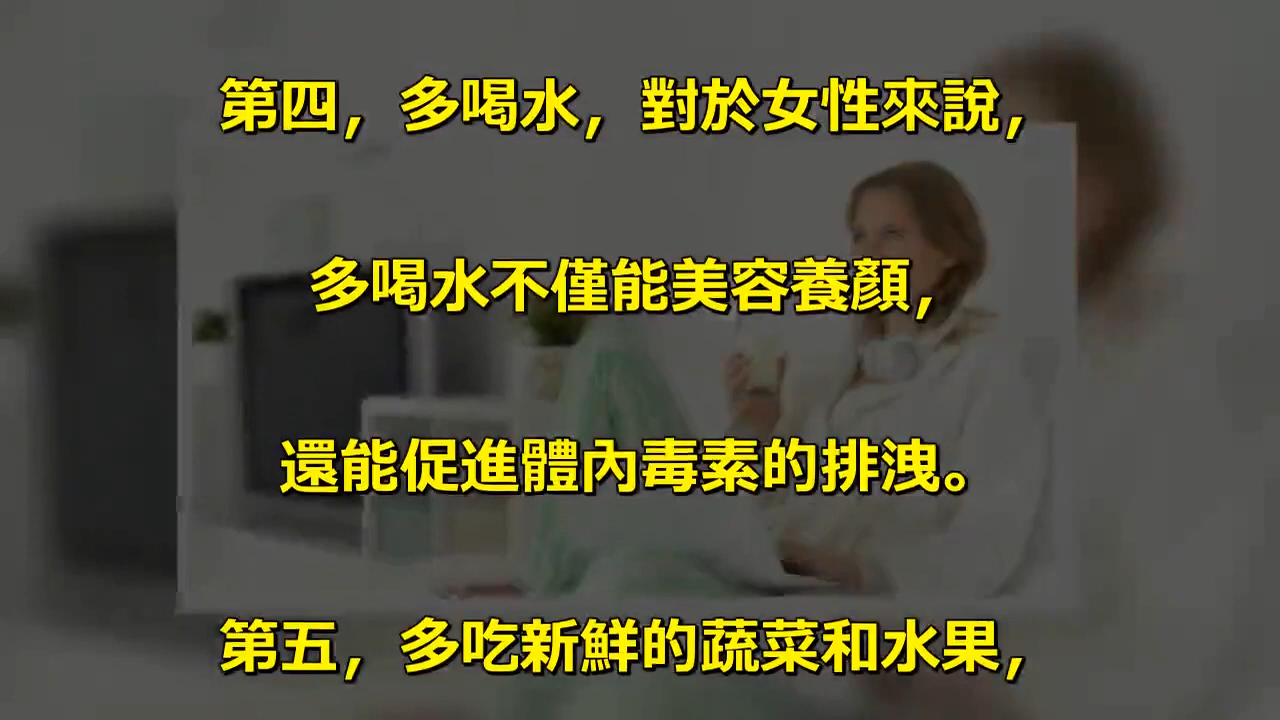 第四，多喝水，對於女性來說，
多喝水不僅能美容養顏，
還能促進體內毒素的排洩。
第五，多吃新鮮的蔬菜和水果，